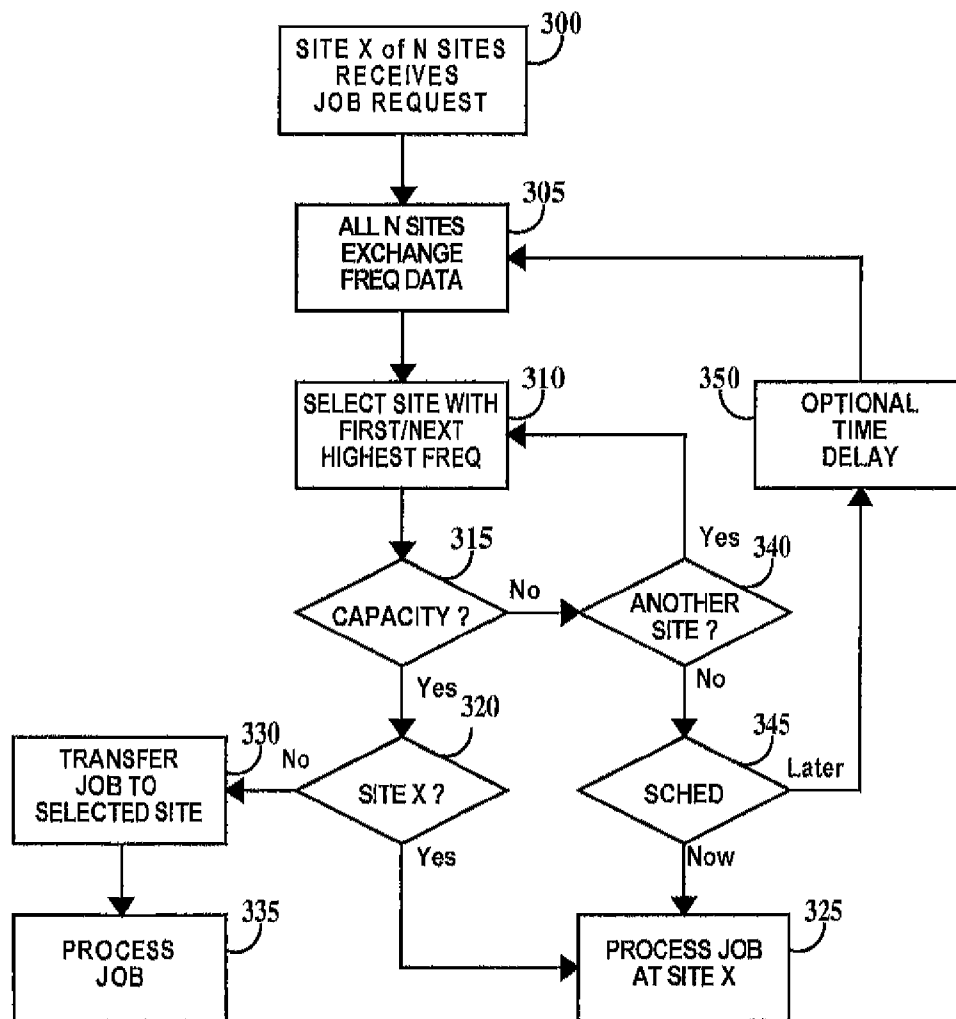 300
SITE X of N SITES
RECEIVES
JOB REQUEST
305
ALL N SITES
EXCHANGE
FREQ DATA
310
SELECT SITE WITH
FIRST/NEXT
HIGHEST FREQ
350
OPTIONAL
TIME
DELAY
315
CAPACITY ?
No
Yes
340
ANOTHER
SITE ?
Yes
No
320
SITE X ?
No
Yes
345
SCHED
Later
Now
330
TRANSFER
JOB TO
SELECTED SITE
335
PROCESS
JOB
325
PROCESS JOB
AT SITE X